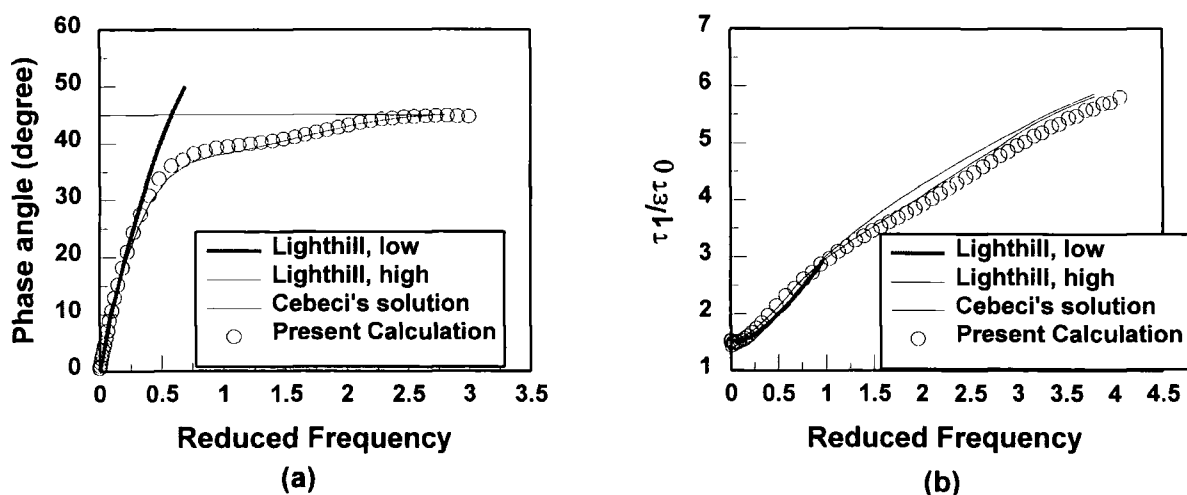 60
50
40
30
20
10
0
Phase angle (degree)
Lighthill, low
Lighthill, high
Cebeci's solution
Present Calculation
0 0.5 1 1.5 2 2.5 3 3.5
Reduced Frequency
(a)
7
6
5
4
3
2
1
τ1/ετ0
Lighthill, low
Lighthill, high
Cebeci's solution
Present Calculation
0 0.5 1 1.5 2 2.5 3 3.5 4 4.5
Reduced Frequency
(b)